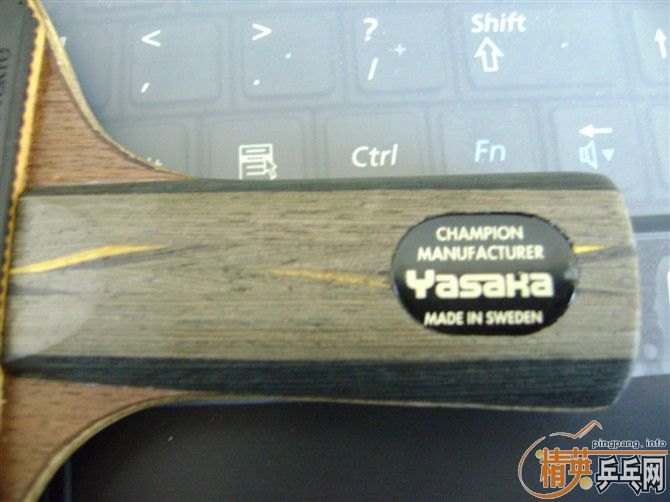 <
,
>
.
?
/
Shift
Ctrl
Fn
CHAMPION
MANUFACTURER
Yasaka
MADE IN SWEDEN
pingpang.info
精英乒乓网